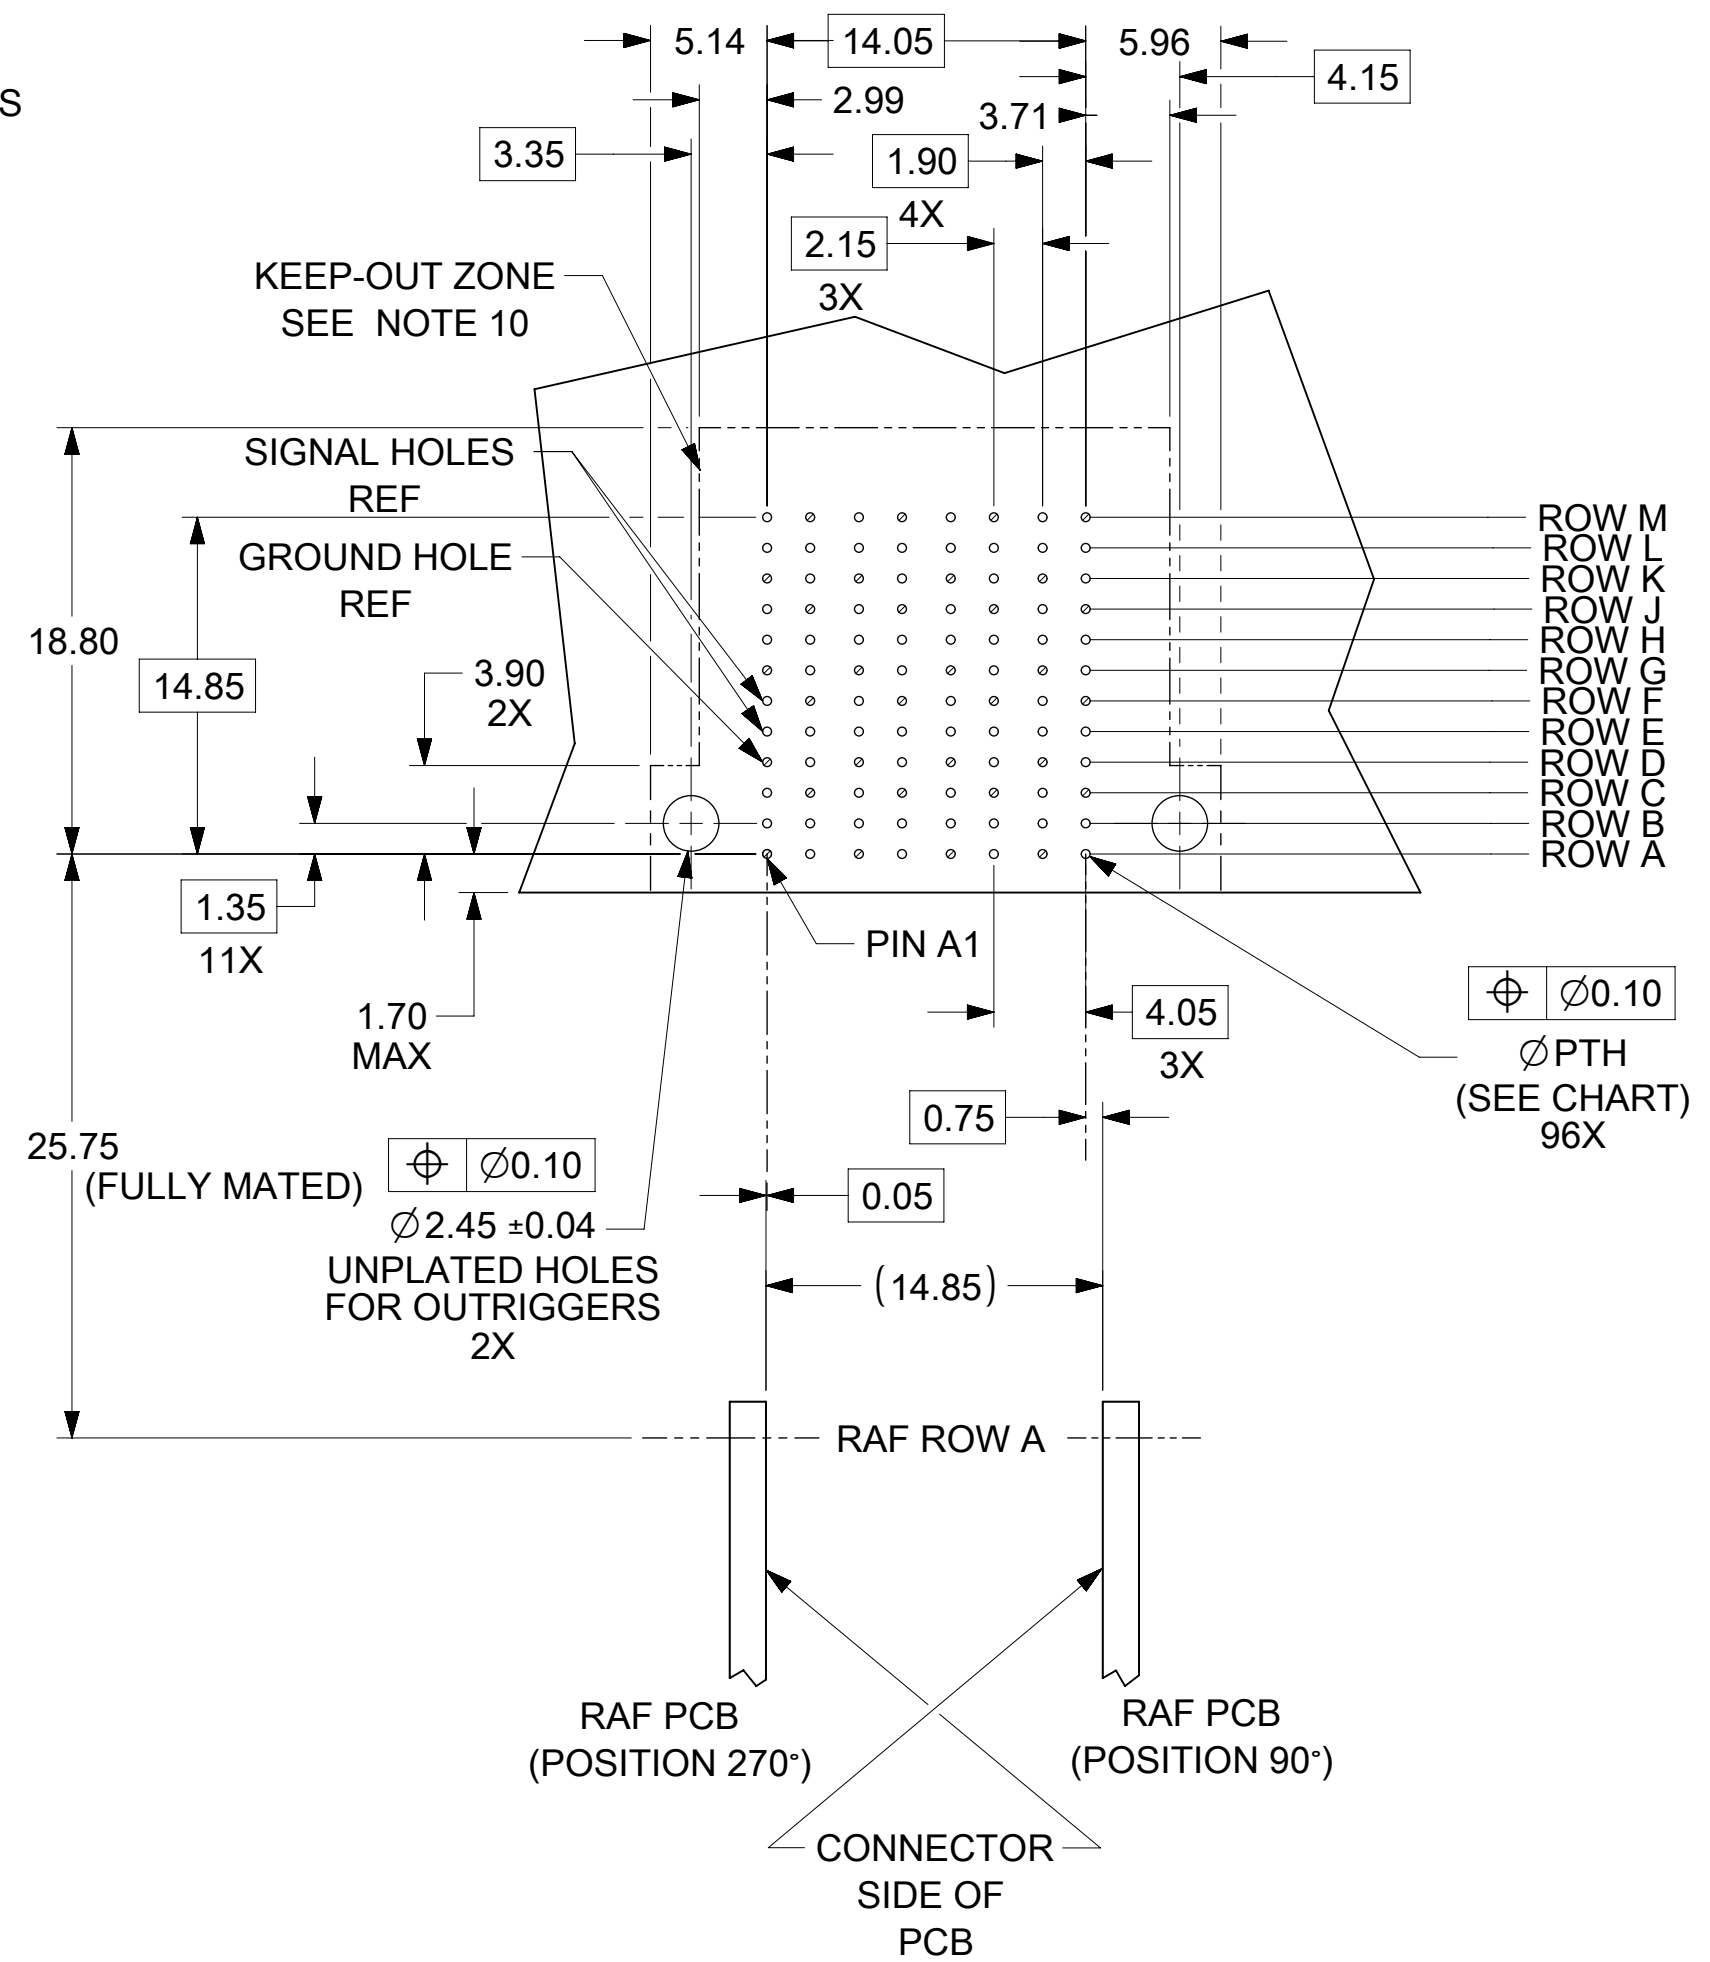 S
5.14
14.05
5.96
4.15
2.99
3.71
3.35
1.90
4X
2.15
3X
KEEP-OUT ZONE
SEE NOTE 10
SIGNAL HOLES
REF
GROUND HOLE
REF
18.80
14.85
3.90
2X
ROW M
ROW L
ROW K
ROW J
ROW H
ROW G
ROW F
ROW E
ROW D
ROW C
ROW B
ROW A
1.35
11X
PIN A1
1.70
MAX
4.05
3X
⌖ ∅0.10
∅PTH
(SEE CHART)
96X
0.75
25.75
(FULLY MATED)
⌖ ∅0.10
∅2.45 ±0.04
UNPLATED HOLES
FOR OUTRIGGERS
2X
0.05
(14.85)
RAF ROW A
RAF PCB
(POSITION 270°)
RAF PCB
(POSITION 90°)
CONNECTOR
SIDE OF
PCB